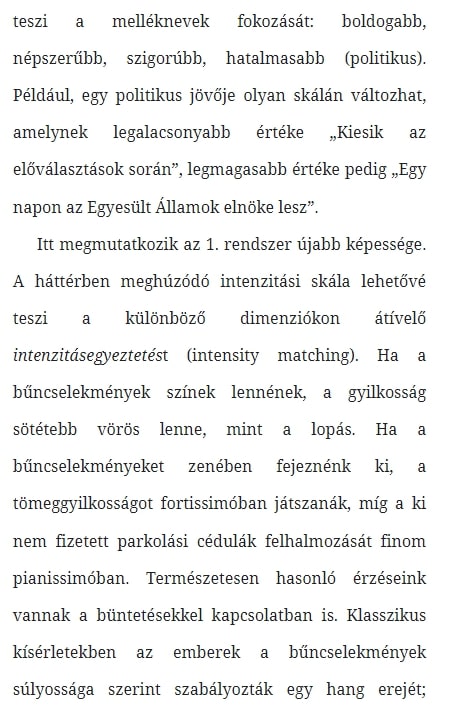 teszi a melléknevek fokozását: boldogabb,
népszerűbb, szigorúbb, hatalmasabb (politikus).
Például, egy politikus jövője olyan skálán változhat,
amelynek legalacsonyabb értéke „Kiesik az
előválasztások során”, legmagasabb értéke pedig „Egy
napon az Egyesült Államok elnöke lesz”.
Itt megmutatkozik az 1. rendszer újabb képessége.
A háttérben meghúzódó intenzitási skála lehetővé
teszi a különböző dimenziókon átívelő
intenzitásegyeztetést (intensity matching). Ha a
bűncselekmények színek lennének, a gyilkosság
sötétebb vörös lenne, mint a lopás. Ha a
bűncselekményeket zenében fejeznénk ki, a
tömeggyilkosságot fortissimóban játszanák, míg a ki
nem fizetett parkolási cédulák felhalmozását finom
pianissimóban. Természetesen hasonló érzéseink
vannak a büntetésekkel kapcsolatban is. Klasszikus
kísérletekben az emberek a bűncselekmények
súlyossága szerint szabályozták egy hang erejét;